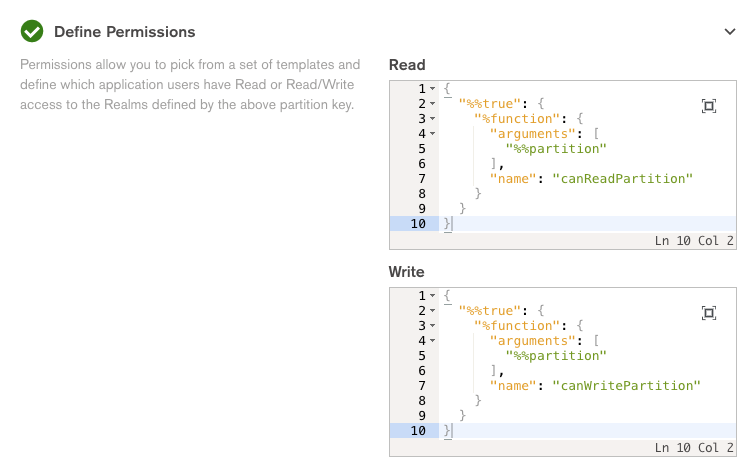 Define Permissions
Permissions allow you to pick from a set of templates and
define which application users have Read or Read/Write
access to the Realms defined by the above partition key.
Read
1 {
2 "%%true": {
3 "%function": {
4 "arguments": [
5 "%%partition"
6 ],
7 "name": "canReadPartition"
8 }
9 }
10 }
Ln 10 Col 2
Write
1 {
2 "%%true": {
3 "%function": {
4 "arguments": [
5 "%%partition"
6 ],
7 "name": "canWritePartition"
8 }
9 }
10 }
Ln 10 Col 2